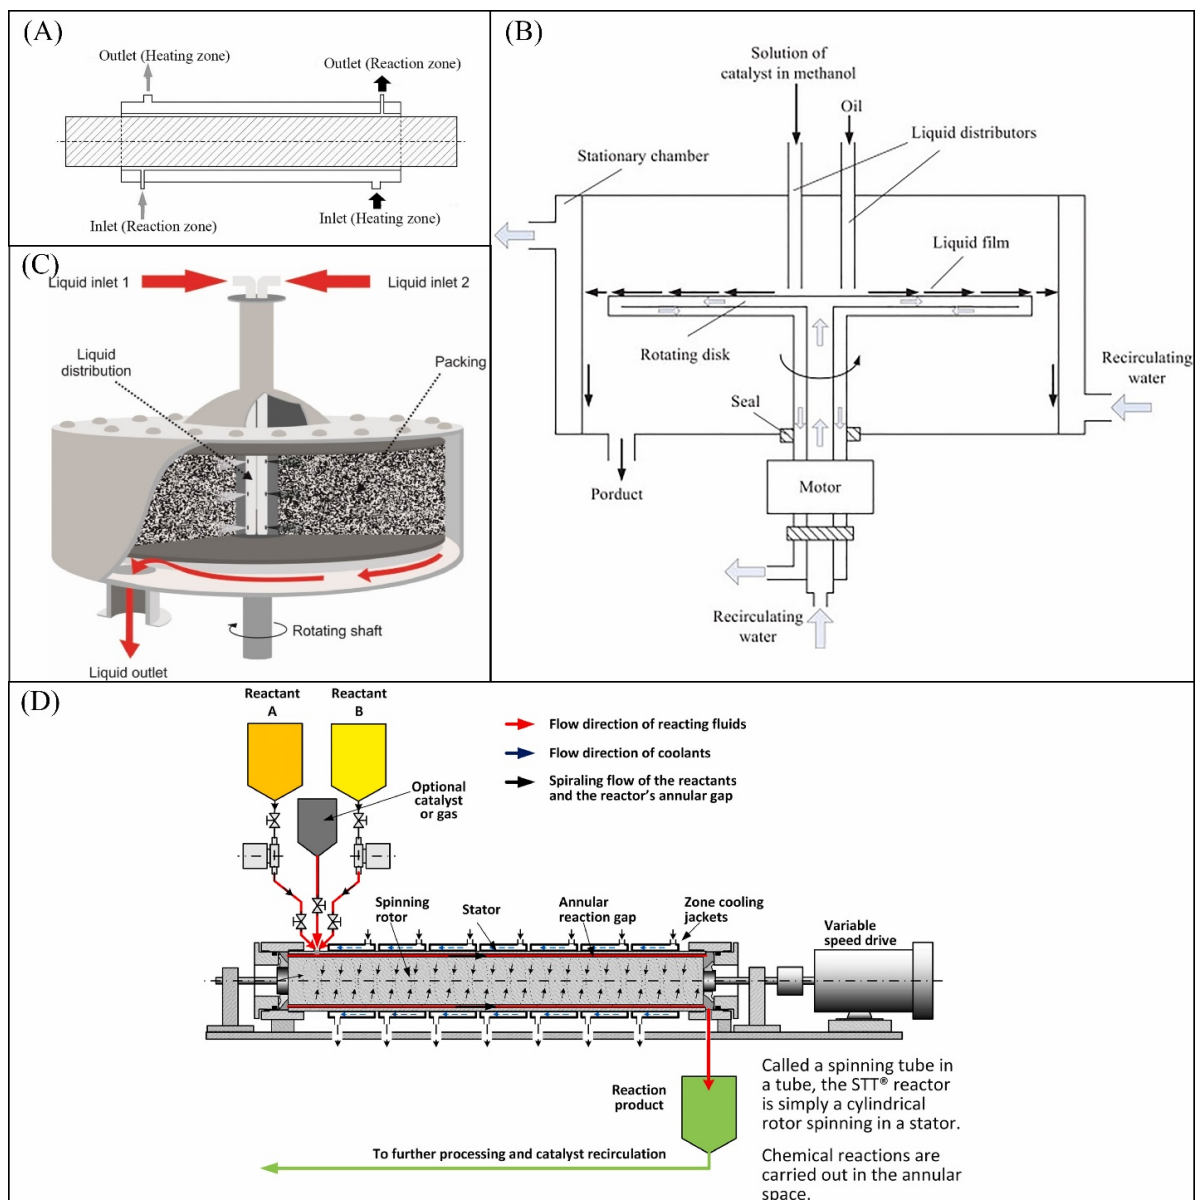 (A)
Outlet (Heating zone)
Outlet (Reaction zone)
Inlet (Reaction zone)
Inlet (Heating zone)
(B)
Solution of
catalyst in methanol
Oil
Liquid distributors
Stationary chamber
Liquid film
Rotating disk
Recirculating
water
Seal
Motor
Porduct
Recirculating
water
(C)
Liquid inlet 1
Liquid inlet 2
Liquid
distribution
Packing
Rotating shaft
Liquid outlet
(D)
Reactant
A
Reactant
B
Flow direction of reacting fluids
Flow direction of coolants
Spiraling flow of the reactants
and the reactor's annular gap
Optional
catalyst
or gas
Spinning
rotor
Stator
Annular
reaction gap
Zone cooling
jackets
Variable
speed drive
Reaction
product
To further processing and catalyst recirculation
Called a spinning tube in
a tube, the STT® reactor
is simply a cylindrical
rotor spinning in a stator.
Chemical reactions are
carried out in the annular
space.